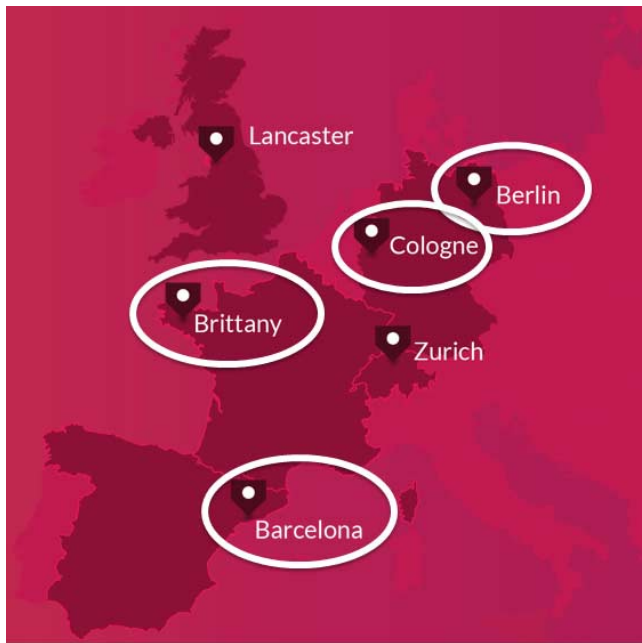 Lancaster
Berlin
Cologne
Brittany
Zurich
Barcelona